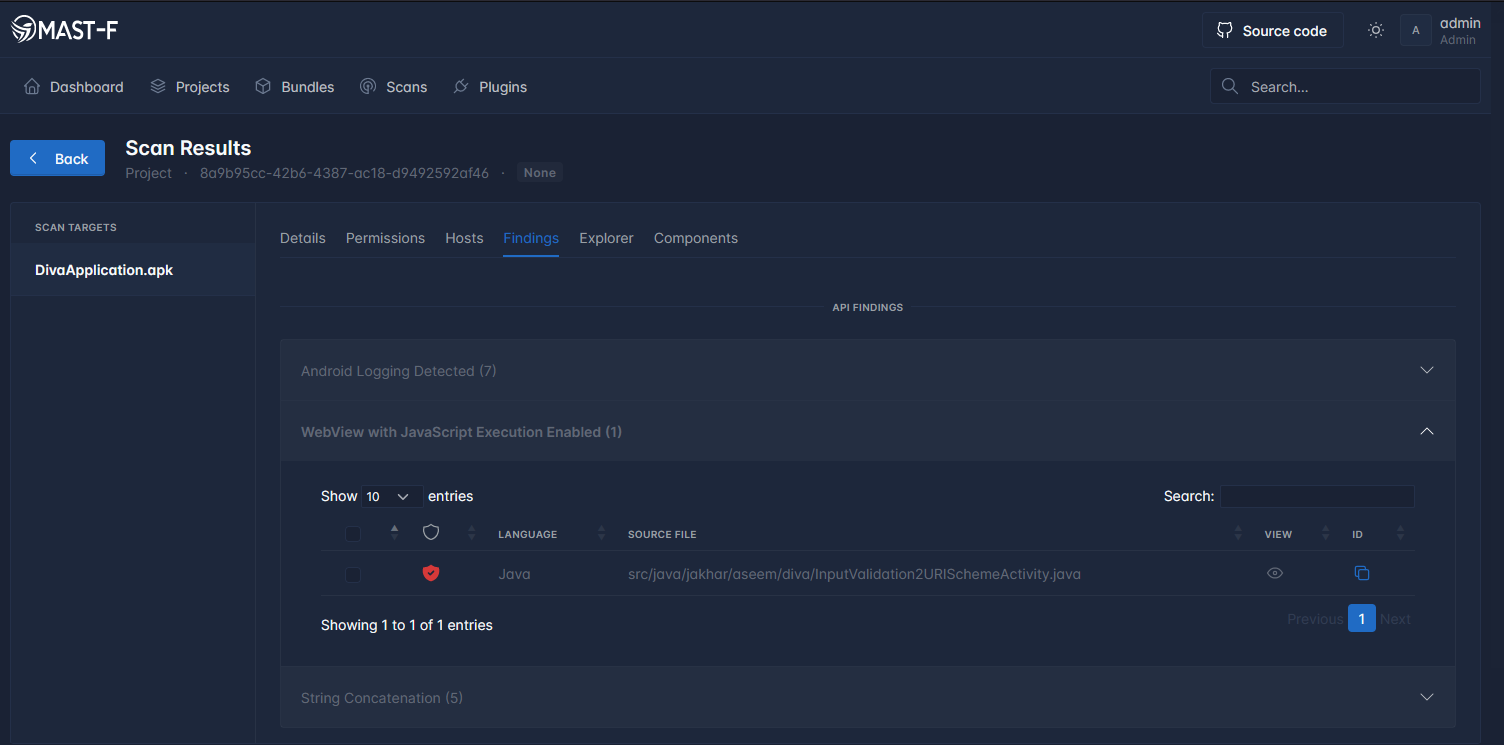 MAST-F
Source code
A
admin
Admin
Dashboard Projects Bundles Scans Plugins
Search...
Back
Scan Results
Project · 8a9b95cc-42b6-4387-ac18-d9492592af46 · None
SCAN TARGETS
DivaApplication.apk
Details Permissions Hosts Findings Explorer Components
API FINDINGS
Android Logging Detected (7)
WebView with JavaScript Execution Enabled (1)
Show 10 entries Search:
LANGUAGE SOURCE FILE VIEW ID
Java src/java/jakhar/aseem/diva/InputValidation2URISchemeActivity.java
Showing 1 to 1 of 1 entries
Previous 1 Next
String Concatenation (5)